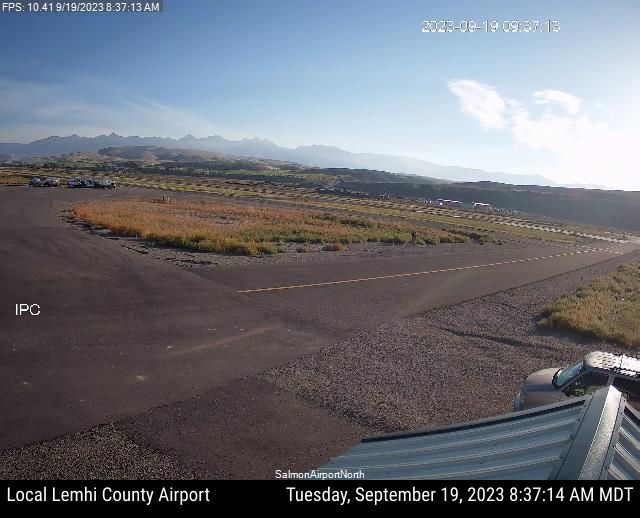 FPS: 10.41 9/19/2023 8:37:13 AM
2023-09-19 09:37:13
IPC
SalmonAirportNorth
Local Lemhi County Airport Tuesday, September 19, 2023 8:37:14 AM MDT